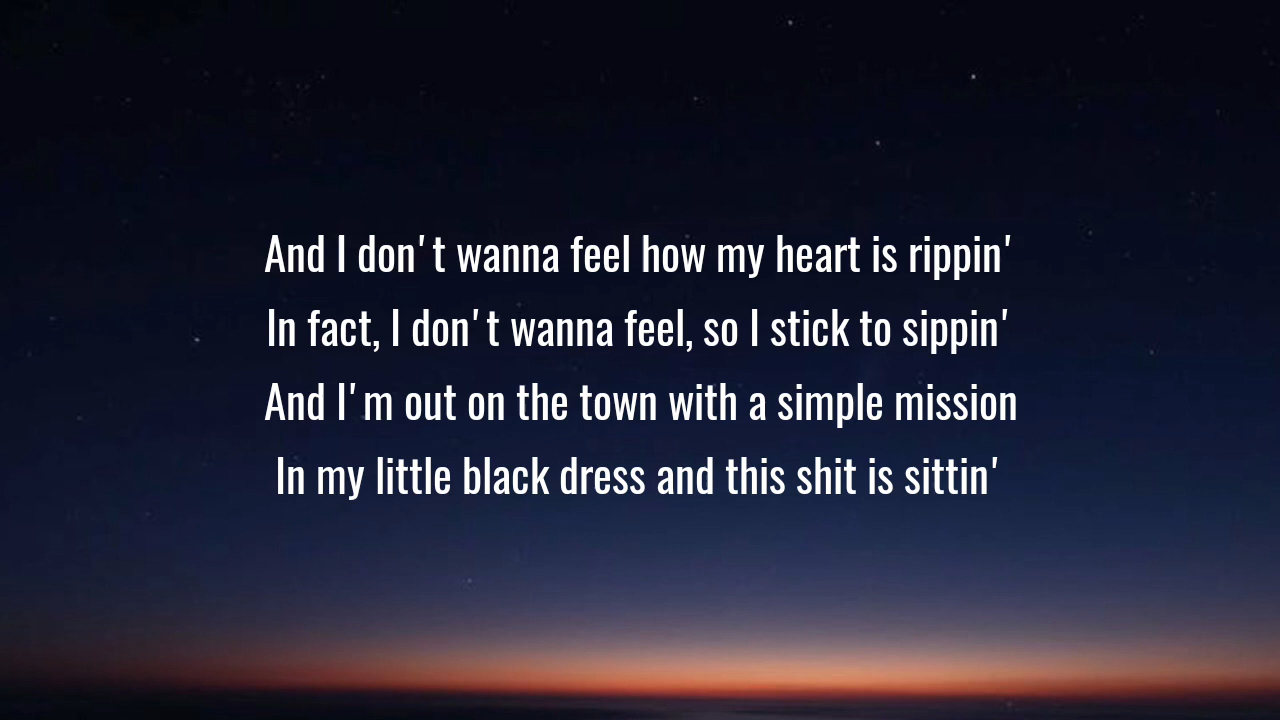 And I don't wanna feel how my heart is rippin'
In fact, I don't wanna feel, so I stick to sippin'
And I'm out on the town with a simple mission
In my little black dress and this shit is sittin'